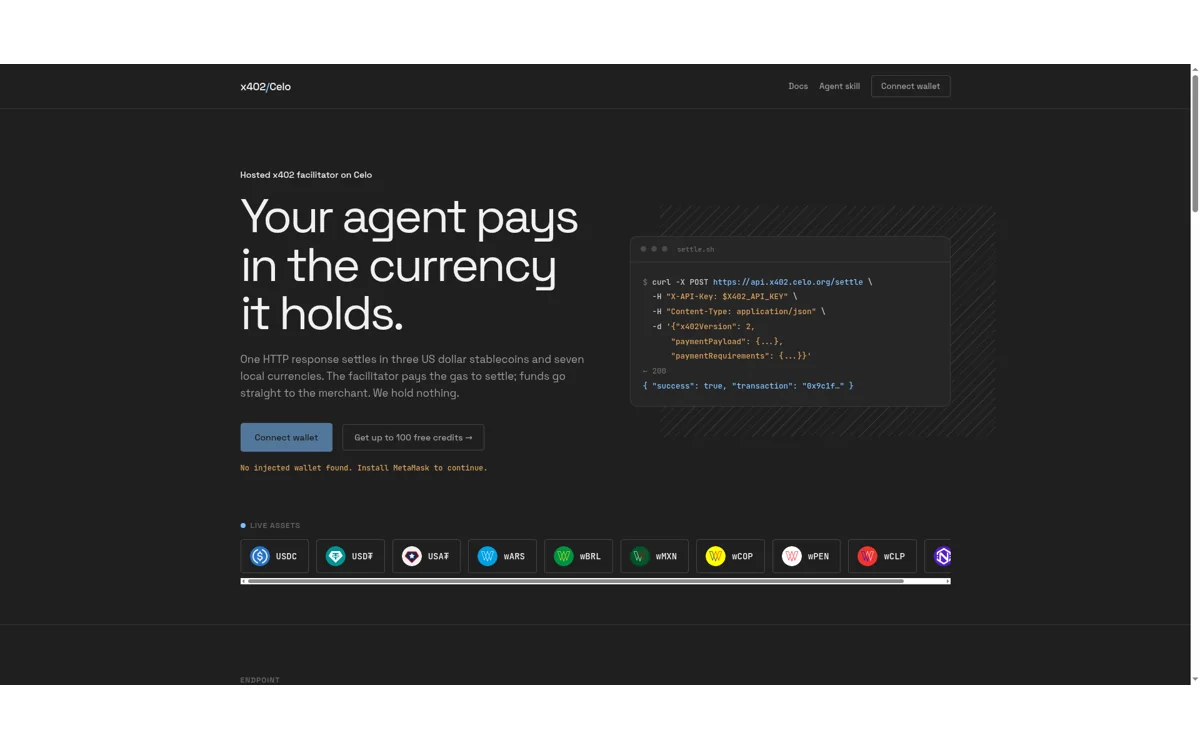 x402/Celo
Docs
Agent skill
Connect wallet
Hosted x402 facilitator on Celo
Your agent pays
in the currency
it holds.
One HTTP response settles in three US dollar stablecoins and seven
local currencies. The facilitator pays the gas to settle; funds go
straight to the merchant. We hold nothing.
Connect wallet
Get up to 100 free credits →
No injected wallet found. Install MetaMask to continue.
settle.sh
$ curl -X POST https://api.x402.celo.org/settle \
-H "X-API-Key: $X402_API_KEY" \
-H "Content-Type: application/json" \
-d '{"x402Version": 2,
"paymentPayload": {...},
"paymentRequirements": {...}}'
← 200
{ "success": true, "transaction": "0x9c1f…" }
LIVE ASSETS
USDC
USD₮
USA₮
wARS
wBRL
wMXN
wCOP
wPEN
wCLP
ENDPOINT